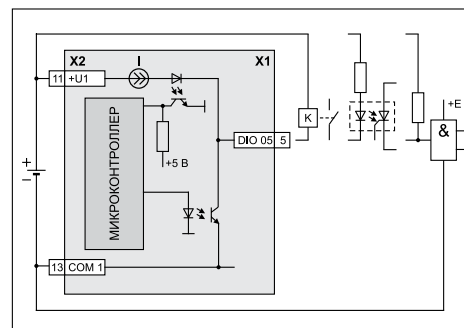 X2 I X1
11 +U1
МИКРОКОНТРОЛЛЕР
+5 В
DIO 05 5
K
+E
&
+
–
13 COM 1